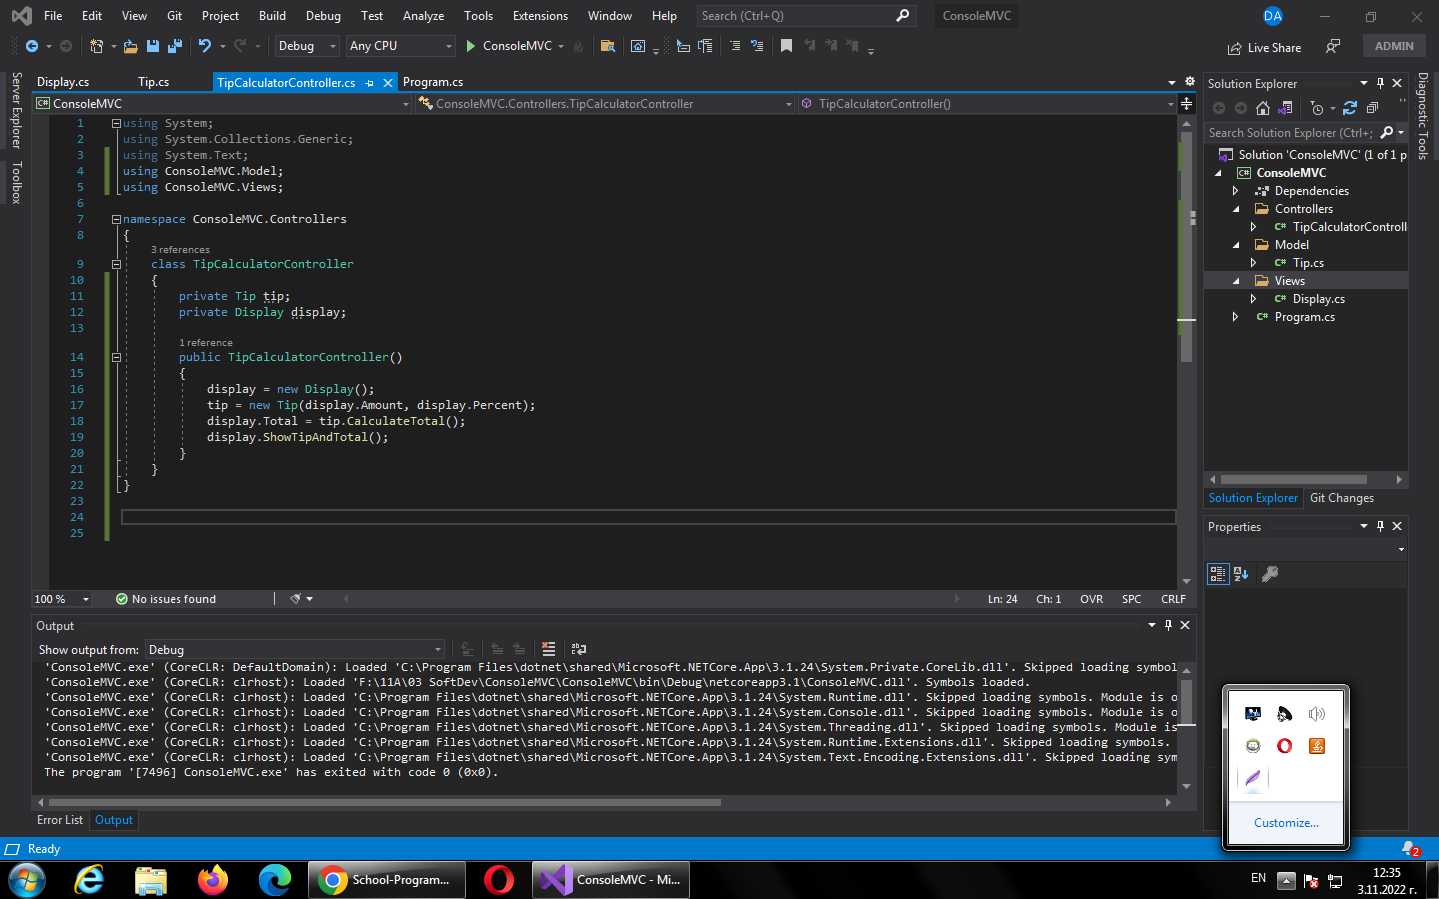 File Edit View Git Project Build Debug Test Analyze Tools Extensions Window Help Search (Ctrl+Q) ConsoleMVC DA
Debug Any CPU ConsoleMVC Live Share ADMIN
Display.cs Tip.cs TipCalculatorController.cs Program.cs
ConsoleMVC ConsoleMVC.Controllers.TipCalculatorController TipCalculatorController()
Server Explorer
Toolbox
1 using System;
2 using System.Collections.Generic;
3 using System.Text;
4 using ConsoleMVC.Model;
5 using ConsoleMVC.Views;
6
7 namespace ConsoleMVC.Controllers
8 {
3 references
9 class TipCalculatorController
10 {
11 private Tip tip;
12 private Display display;
13
1 reference
14 public TipCalculatorController()
15 {
16 display = new Display();
17 tip = new Tip(display.Amount, display.Percent);
18 display.Total = tip.CalculateTotal();
19 display.ShowTipAndTotal();
20 }
21 }
22 }
23
24
25
100 % No issues found Ln: 24 Ch: 1 OVR SPC CRLF
Output
Show output from: Debug
'ConsoleMVC.exe' (CoreCLR: DefaultDomain): Loaded 'C:\Program Files\dotnet\shared\Microsoft.NETCore.App\3.1.24\System.Private.CoreLib.dll'. Skipped loading symbol
'ConsoleMVC.exe' (CoreCLR: clrhost): Loaded 'F:\11A\03 SoftDev\ConsoleMVC\ConsoleMVC\bin\Debug\netcoreapp3.1\ConsoleMVC.dll'. Symbols loaded.
'ConsoleMVC.exe' (CoreCLR: clrhost): Loaded 'C:\Program Files\dotnet\shared\Microsoft.NETCore.App\3.1.24\System.Runtime.dll'. Skipped loading symbols. Module is o
'ConsoleMVC.exe' (CoreCLR: clrhost): Loaded 'C:\Program Files\dotnet\shared\Microsoft.NETCore.App\3.1.24\System.Console.dll'. Skipped loading symbols. Module is o
'ConsoleMVC.exe' (CoreCLR: clrhost): Loaded 'C:\Program Files\dotnet\shared\Microsoft.NETCore.App\3.1.24\System.Threading.dll'. Skipped loading symbols. Module is
'ConsoleMVC.exe' (CoreCLR: clrhost): Loaded 'C:\Program Files\dotnet\shared\Microsoft.NETCore.App\3.1.24\System.Runtime.Extensions.dll'. Skipped loading symbols.
'ConsoleMVC.exe' (CoreCLR: clrhost): Loaded 'C:\Program Files\dotnet\shared\Microsoft.NETCore.App\3.1.24\System.Text.Encoding.Extensions.dll'. Skipped loading sym
The program '[7496] ConsoleMVC.exe' has exited with code 0 (0x0).
Error List Output
Solution Explorer
Search Solution Explorer (Ctrl+;
Solution 'ConsoleMVC' (1 of 1 p
ConsoleMVC
Dependencies
Controllers
TipCalculatorControll
Model
Tip.cs
Views
Display.cs
Program.cs
Solution Explorer Git Changes
Properties
Diagnostic Tools
Customize...
Ready 2
School-Program... ConsoleMVC - Mi... EN 12:35
3.11.2022 г.